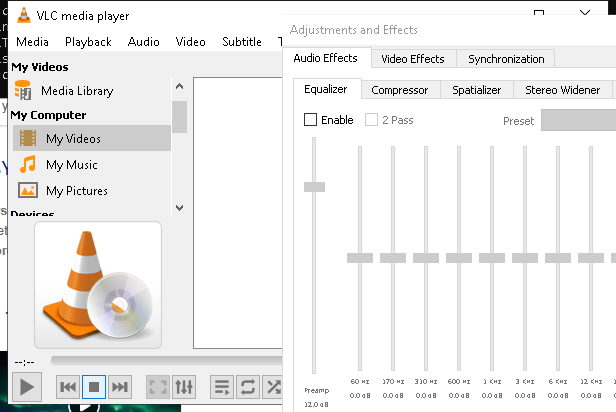 VLC media player
Media Playback Audio Video Subtitle T
My Videos
Media Library
My Computer
My Videos
My Music
My Pictures
Devices
--:--
Adjustments and Effects
Audio Effects Video Effects Synchronization
Equalizer Compressor Spatializer Stereo Widener
Enable 2 Pass Preset
60 Hz 170 Hz 310 Hz 600 Hz 1 KHz 3 KHz 6 KHz 12 KHz
Preamp 0.0 dB 0.0 dB 0.0 dB 0.0 dB 0.0 dB 0.0 dB 0.0 dB 0.0 dB
12.0 dB